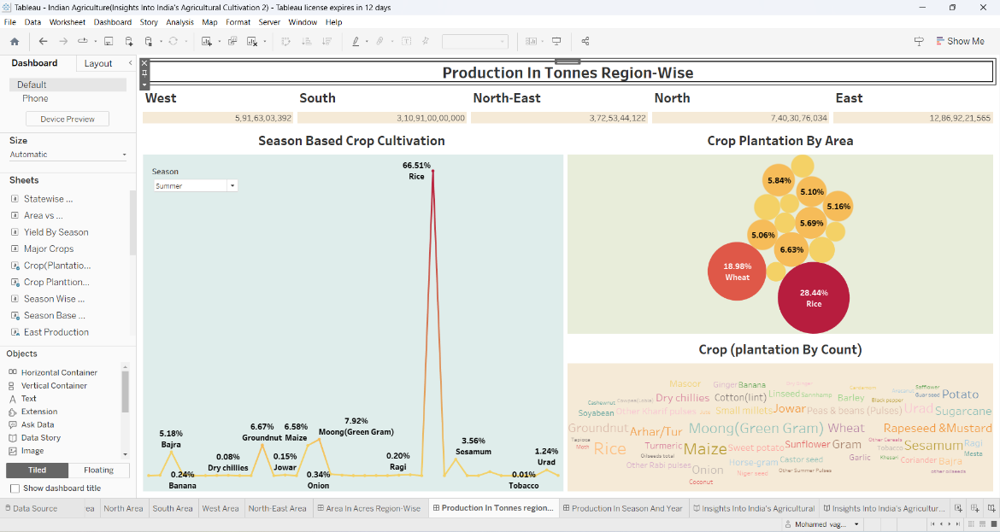 Tableau - Indian Agriculture(Insights Into India's Agricultural Cultivation 2) - Tableau license expires in 12 days
File Data Worksheet Dashboard Story Analysis Map Format Server Window Help
Show Me
Dashboard Layout
Default
Phone
Device Preview
Size
Automatic
Sheets
Statewise ...
Area vs ...
Yield By Season
Major Crops
Crop(Plantatio...
Crop Planttion...
Season Wise ...
Season Base ...
East Production
Objects
Horizontal Container
Vertical Container
Text
Extension
Ask Data
Data Story
Image
Tiled Floating
Show dashboard title
Production In Tonnes Region-Wise
West South North-East North East
5,91,63,03,392 3,10,91,00,00,000 3,72,53,44,122 7,40,30,76,034 12,86,92,21,565
Season Based Crop Cultivation
Season
Summer
66.51%
Rice
5.18%
Bajra
0.24%
Banana
0.08%
Dry chillies
6.67%
Groundnut
0.15%
Jowar
6.58%
Maize
0.34%
Onion
7.92%
Moong(Green Gram)
0.20%
Ragi
3.56%
Sesamum
0.01%
Tobacco
1.24%
Urad
Crop Plantation By Area
5.84%
5.10%
5.16%
5.69%
5.06%
6.63%
18.98%
Wheat
28.44%
Rice
Crop (plantation By Count)
Masoor Ginger Banana Dry Ginger Cardamom Arecanut Safflower
Cashewnut Cowpea(Lobia) Dry chillies Cotton(lint) Linseed Sannhamp Barley Black pepper Guar seed Potato
Soyabean Other Kharif pulses Jute Small millets Jowar Peas & beans (Pulses) Urad Sugarcane
Groundnut Arhar/Tur Moong(Green Gram) Wheat Rapeseed &Mustard
Tapioca Moth Rice Turmeric Maize Sweet potato Sunflower Gram Other Cereals Tobacco Sesamum Ragi
Oilseeds total Other Rabi pulses Onion Horse-gram Castor seed Garlic Khesari Coriander Bajra Mesta
Coconut Niger seed Other Summer Pulses other oilseeds
Data Source ea North Area South Area West Area North-East Area Area In Acres Region-Wise Production In Tonnes region... Production In Season And Year Insights Into India's Agricultural Insights Into India's Agricultur...
Mohamed vag...